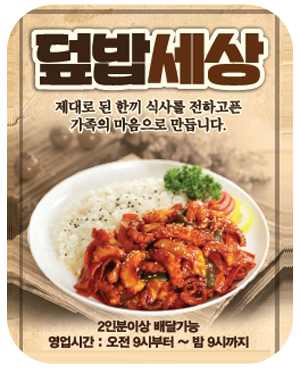 덮밥세상
제대로 된 한끼 식사를 전하고픈
가족의 마음으로 만듭니다.
2인분이상 배달가능
영업시간 : 오전 9시부터 ~ 밤 9시까지